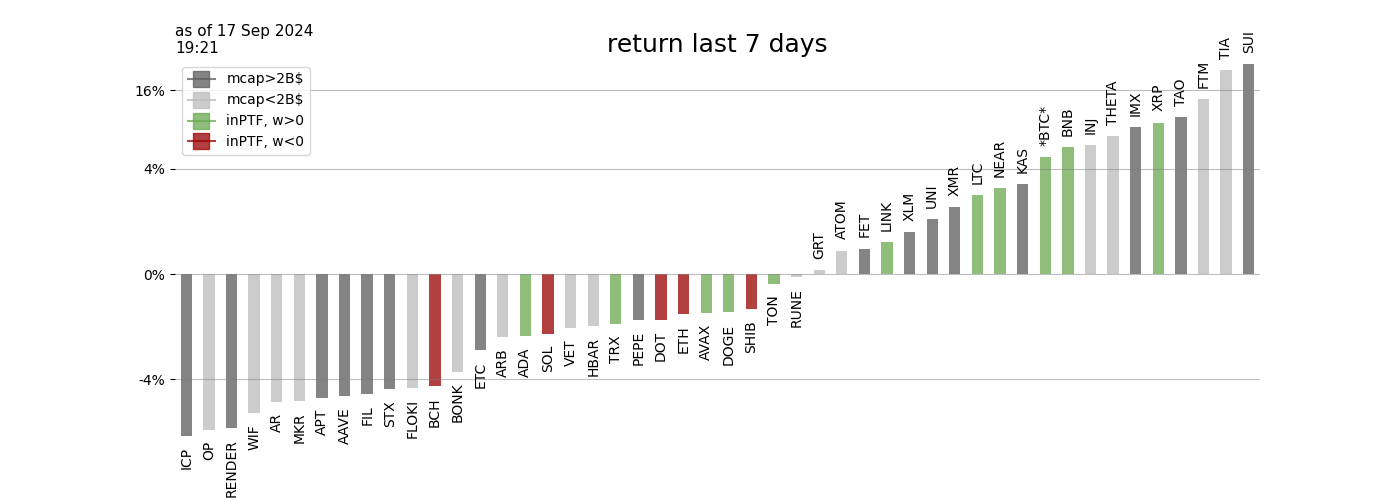 as of 17 Sep 2024
19:21
return last 7 days
mcap>2B$
mcap<2B$
inPTF, w>0
inPTF, w<0
16%
4%
0%
-4%
ICP
OP
RENDER
WIF
AR
MKR
APT
AAVE
FIL
STX
FLOKI
BCH
BONK
ETC
ARB
ADA
SOL
VET
HBAR
TRX
PEPE
DOT
ETH
AVAX
DOGE
SHIB
TON
RUNE
GRT
ATOM
FET
LINK
XLM
UNI
XMR
LTC
NEAR
KAS
*BTC*
BNB
INJ
THETA
IMX
XRP
TAO
FTM
TIA
SUI